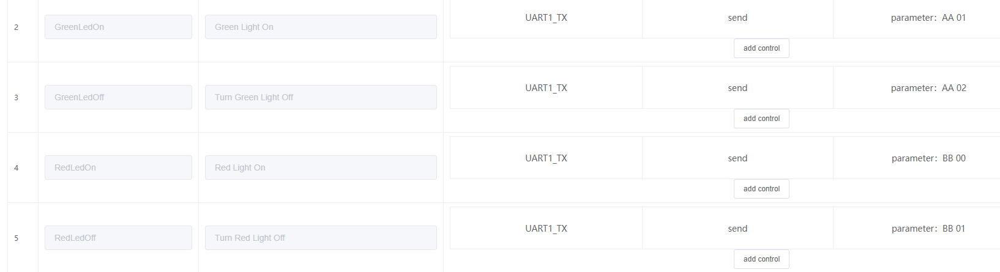 2 GreenLedOn Green Light On UART1_TX send parameter： AA 01
add control
3 GreenLedOff Turn Green Light Off UART1_TX send parameter： AA 02
add control
4 RedLedOn Red Light On UART1_TX send parameter： BB 00
add control
5 RedLedOff Turn Red Light Off UART1_TX send parameter： BB 01
add control